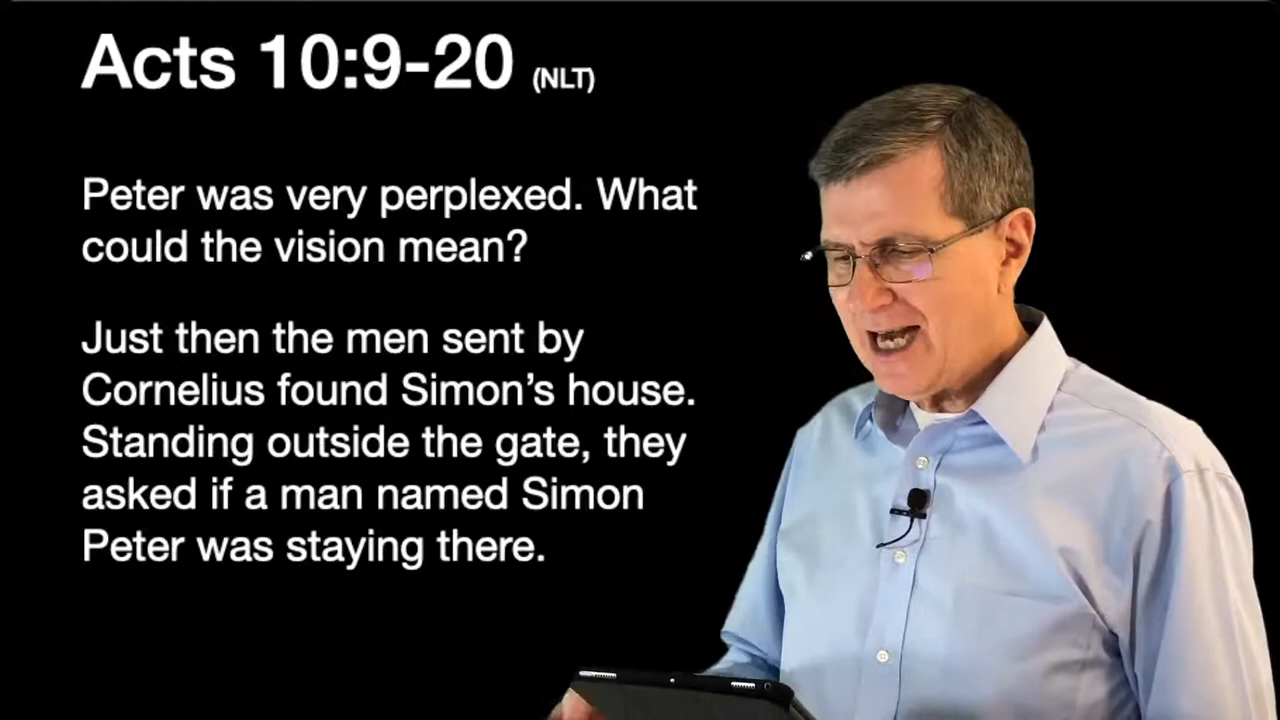 Acts 10:9-20 (NLT)
Peter was very perplexed. What
could the vision mean?
Just then the men sent by
Cornelius found Simon’s house.
Standing outside the gate, they
asked if a man named Simon
Peter was staying there.